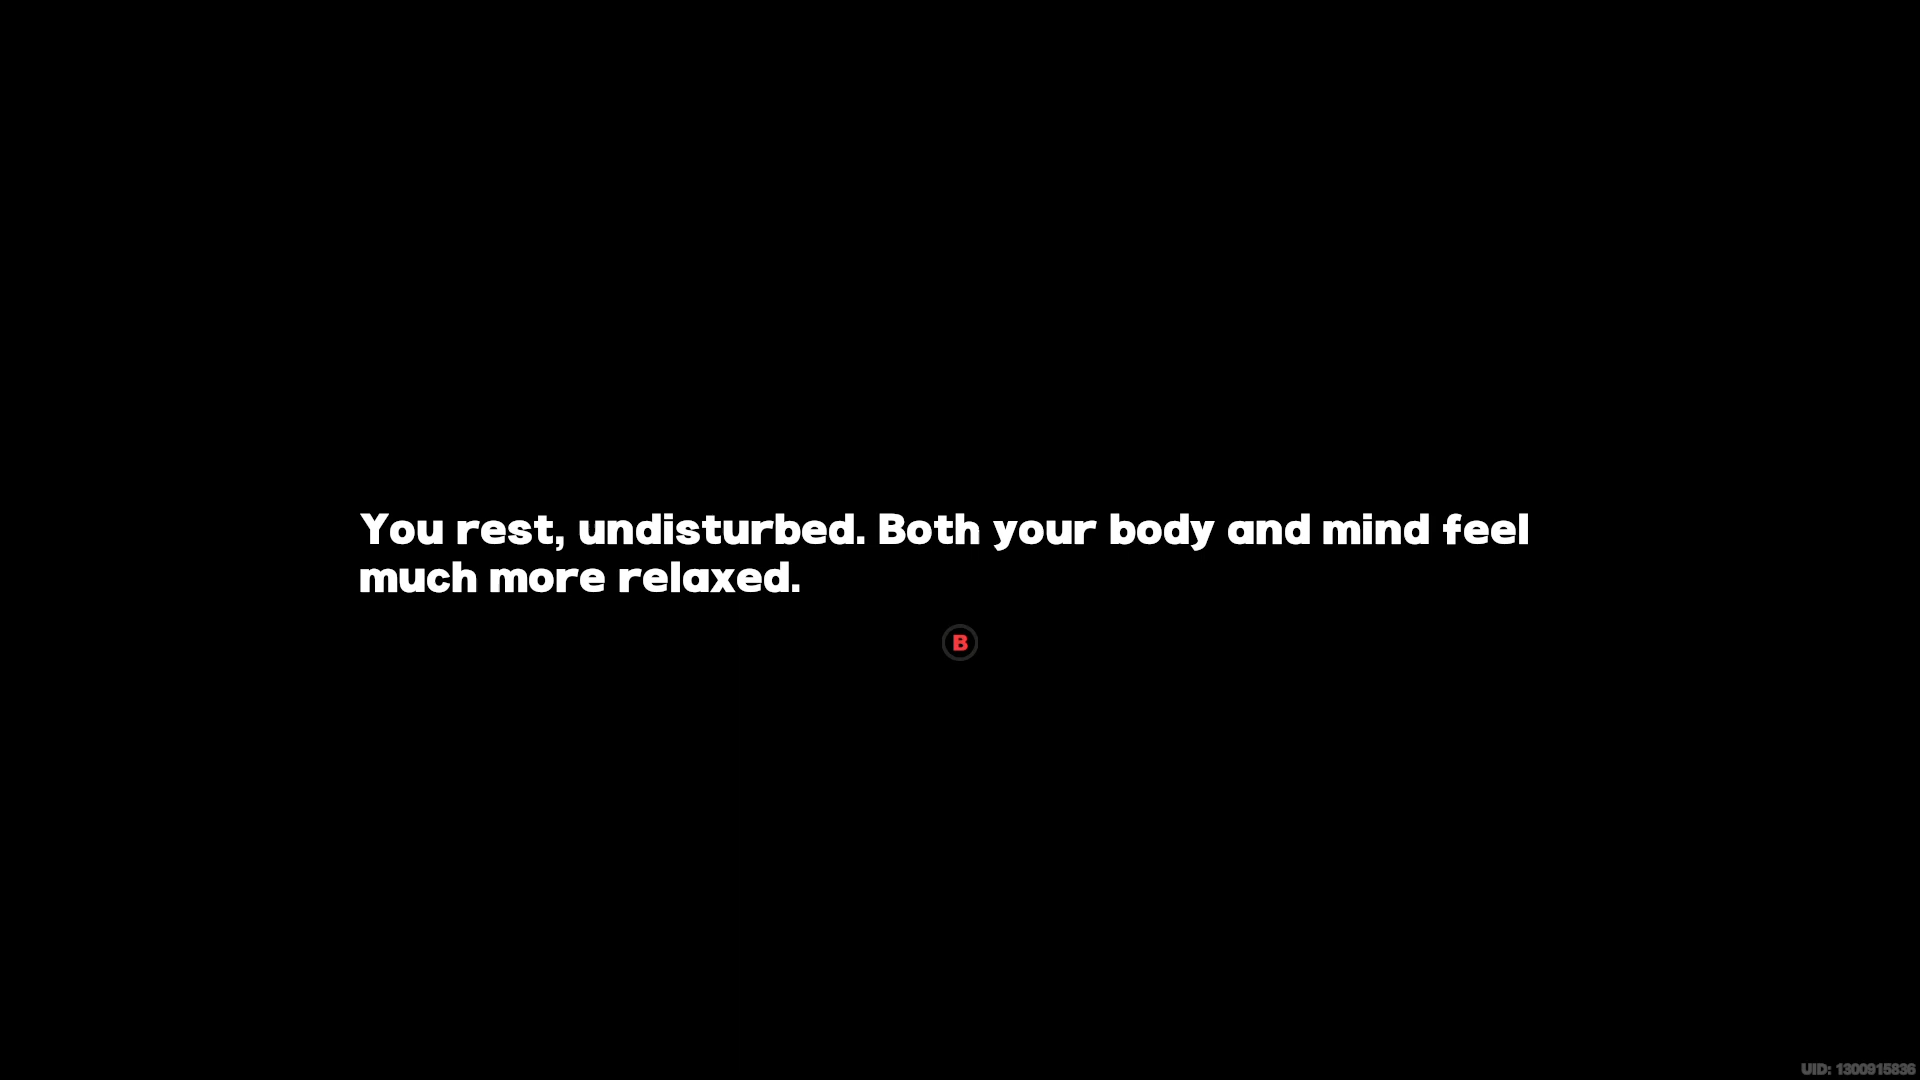 You rest, undisturbed. Both your body and mind feel
much more relaxed.
B
UID: 1300915836